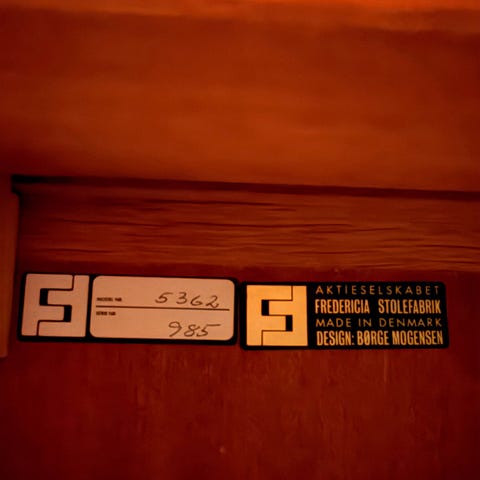 5362
985
AKTIESELSKABET
FREDERICIA STOLEFABRIK
MADE IN DENMARK
DESIGN: BØRGE MOGENSEN